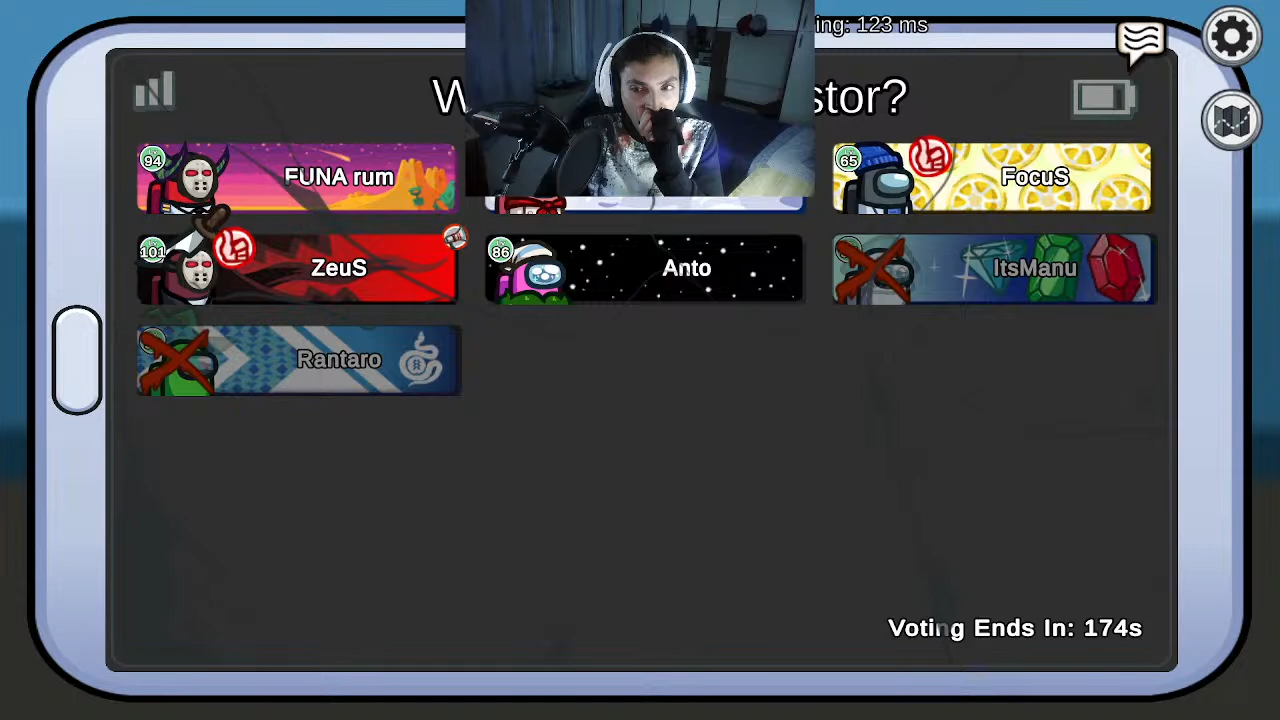 ing: 123 ms
W stor?
94 FUNA rum
65 FocuS
101 ZeuS
86 Anto
ItsManu
Rantaro
Voting Ends In: 174s